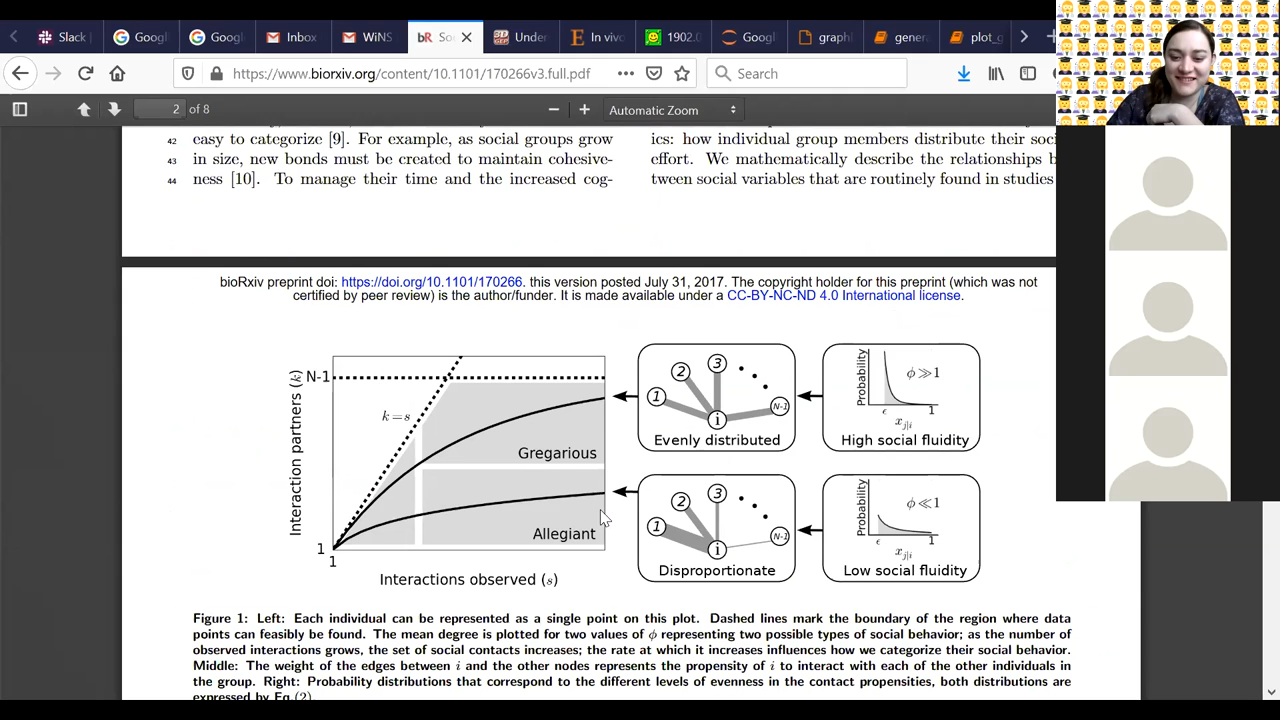 Slack
Googl
Googl
Inbox
WINS
bR So
Under
In vivo
1902.0
Googl
graphl
gener
plot_g
https://www.biorxiv.org/content/10.1101/170266v3.full.pdf
Search
2 of 8
Automatic Zoom
42 easy to categorize [9]. For example, as social groups grow
43 in size, new bonds must be created to maintain cohesive-
44 ness [10]. To manage their time and the increased cog-
ics: how individual group members distribute their soci
effort. We mathematically describe the relationships b
tween social variables that are routinely found in studies
bioRxiv preprint doi: https://doi.org/10.1101/170266. this version posted July 31, 2017. The copyright holder for this preprint (which was not
certified by peer review) is the author/funder. It is made available under a CC-BY-NC-ND 4.0 International license.
Interaction partners (k)
N-1
k=s
Gregarious
Allegiant
1
1
Interactions observed (s)
1
2
3
N-1
i
Evenly distributed
Probability
ϕ≫1
ϵ
1
x_{j|i}
High social fluidity
1
2
3
N-1
i
Disproportionate
Probability
ϕ≪1
ϵ
1
x_{j|i}
Low social fluidity
Figure 1: Left: Each individual can be represented as a single point on this plot. Dashed lines mark the boundary of the region where data
points can feasibly be found. The mean degree is plotted for two values of ϕ representing two possible types of social behavior; as the number of
observed interactions grows, the set of social contacts increases; the rate at which it increases influences how we categorize their social behavior.
Middle: The weight of the edges between i and the other nodes represents the propensity of i to interact with each of the other individuals in
the group. Right: Probability distributions that correspond to the different levels of evenness in the contact propensities, both distributions are
expressed by Eq.(2).